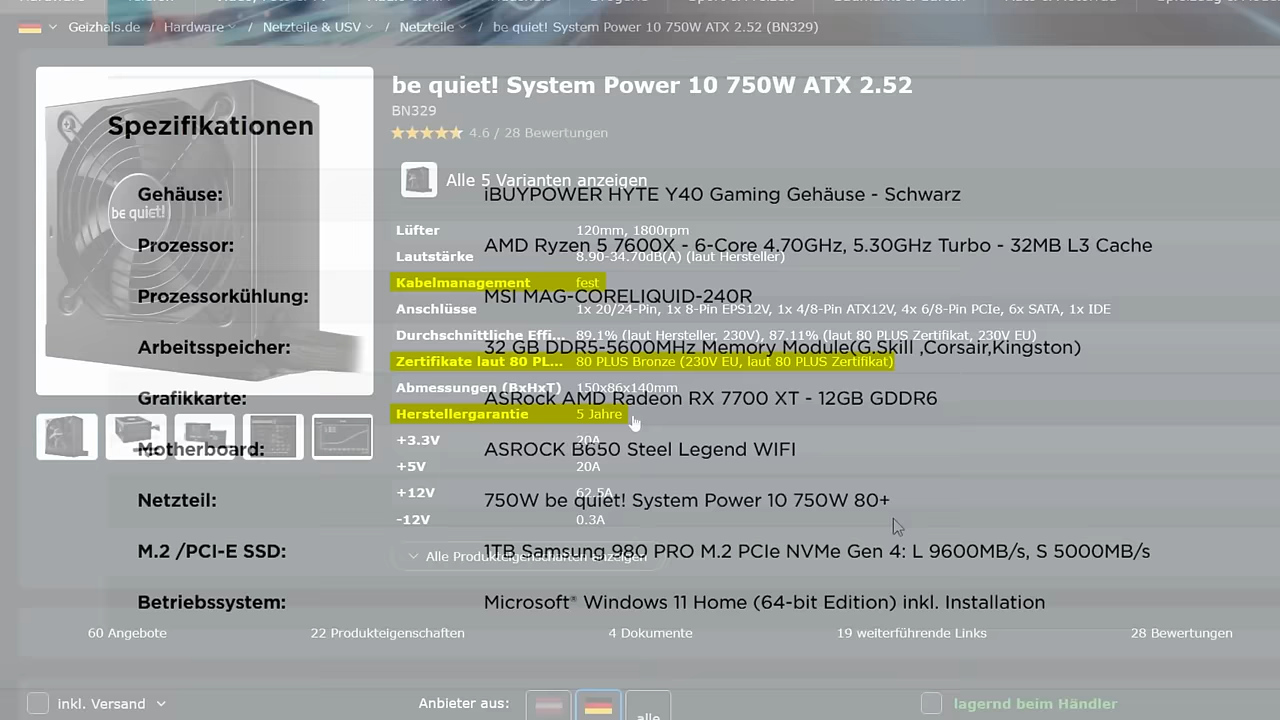 Geizhals.de / Hardware / Netzteile & USV / Netzteile / be quiet! System Power 10 750W ATX 2.52 (BN329)
be quiet! System Power 10 750W ATX 2.52
BN329
4.6 / 28 Bewertungen
Spezifikationen
be quiet!
Alle 5 Varianten anzeigen
Gehäuse: iBUYPOWER HYTE Y40 Gaming Gehäuse - Schwarz
Lüfter 120mm, 1800rpm
Prozessor: AMD Ryzen 5 7600X - 6-Core 4.70GHz, 5.30GHz Turbo - 32MB L3 Cache
Lautstärke 8.90-34.70dB(A) (laut Hersteller)
Kabelmanagement fest
Prozessorkühlung: MSI MAG-CORELIQUID-240R
Anschlüsse 1x 20/24-Pin, 1x 8-Pin EPS12V, 1x 4/8-Pin ATX12V, 4x 6/8-Pin PCIe, 6x SATA, 1x IDE
Durchschnittliche Effi... 89.1% (laut Hersteller, 230V), 87.11% (laut 80 PLUS Zertifikat, 230V EU)
Arbeitsspeicher: 32 GB DDR5-5600MHz Memory Module(G.Skill ,Corsair,Kingston)
Zertifikate laut 80 PL... 80 PLUS Bronze (230V EU, laut 80 PLUS Zertifikat)
Abmessungen (BxHxT) 150x86x140mm
Grafikkarte: ASRock AMD Radeon RX 7700 XT - 12GB GDDR6
Herstellergarantie 5 Jahre
+3.3V 20A
Motherboard: ASROCK B650 Steel Legend WIFI
+5V 20A
+12V 62.5A
Netzteil: 750W be quiet! System Power 10 750W 80+
-12V 0.3A
M.2 /PCI-E SSD: 1TB Samsung 980 PRO M.2 PCIe NVMe Gen 4: L 9600MB/s, S 5000MB/s
Alle Produkteigenschaften anzeigen
Betriebssystem: Microsoft® Windows 11 Home (64-bit Edition) inkl. Installation
60 Angebote 22 Produkteigenschaften 4 Dokumente 19 weiterführende Links 28 Bewertungen
inkl. Versand Anbieter aus: alle lagernd beim Händler